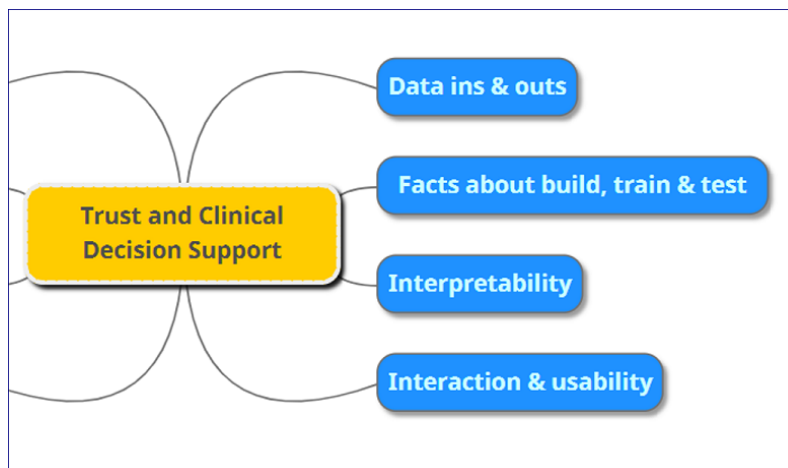 Data ins & outs
Facts about build, train & test
Trust and Clinical
Decision Support
Interpretability
Interaction & usability